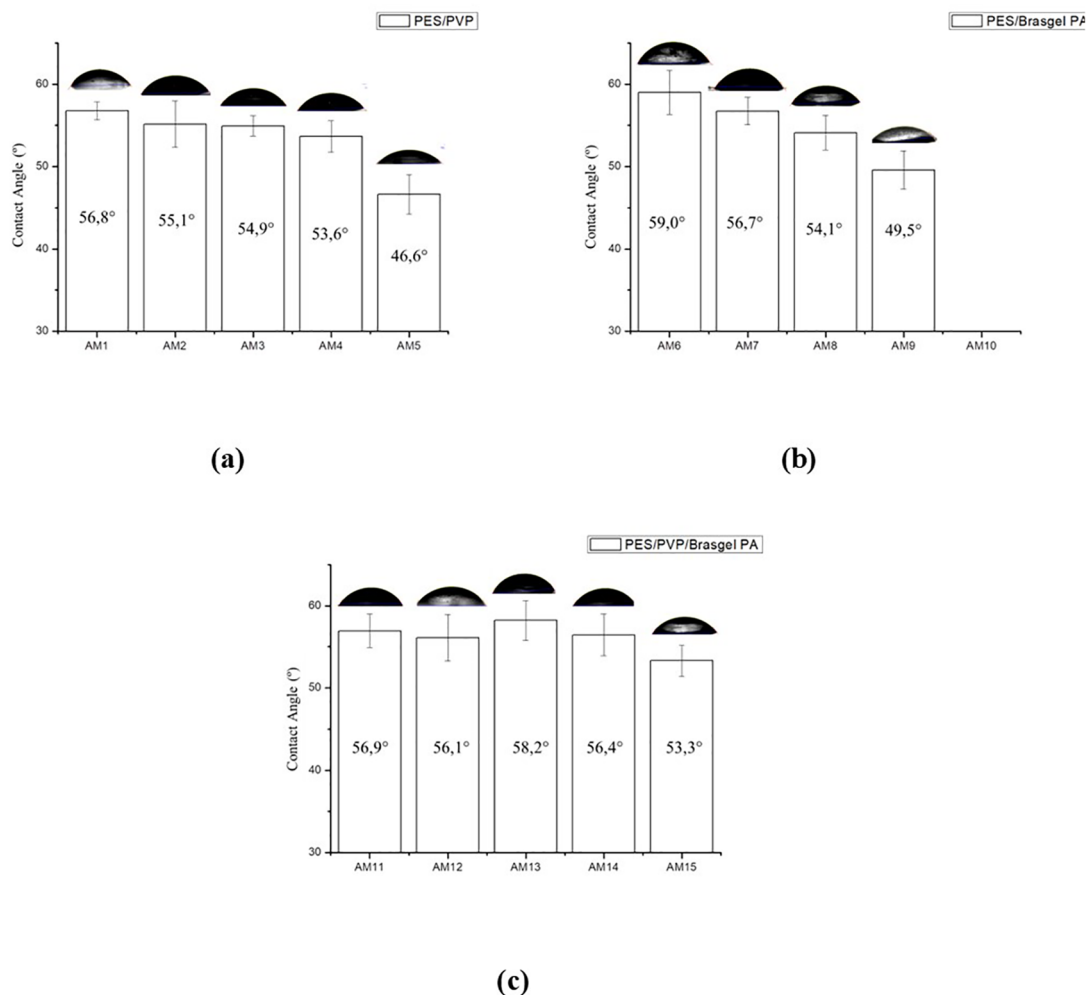 PES/PVP
Contact Angle (º)
60
50
40
30
56,8°
55,1°
54,9°
53,6°
46,6°
AM1 AM2 AM3 AM4 AM5
(a)
PES/Brasgel PA
Contact Angle (º)
60
50
40
30
59,0°
56,7°
54,1°
49,5°
AM6 AM7 AM8 AM9 AM10
(b)
PES/PVP/Brasgel PA
Contact Angle (º)
60
50
40
30
56,9°
56,1°
58,2°
56,4°
53,3°
AM11 AM12 AM13 AM14 AM15
(c)